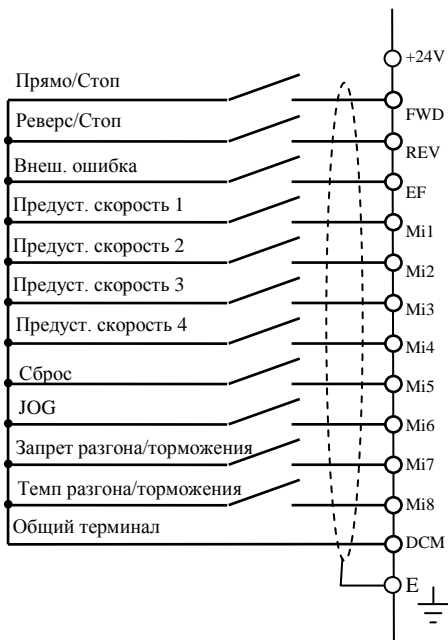 +24V
Прямо/Стоп
FWD
Реверс/Стоп
REV
Внеш. ошибка
EF
Предуст. скорость 1
Mi1
Предуст. скорость 2
Mi2
Предуст. скорость 3
Mi3
Предуст. скорость 4
Mi4
Сброс
Mi5
JOG
Mi6
Запрет разгона/торможения
Mi7
Темп разгона/торможения
Mi8
Общий терминал
DCM
E